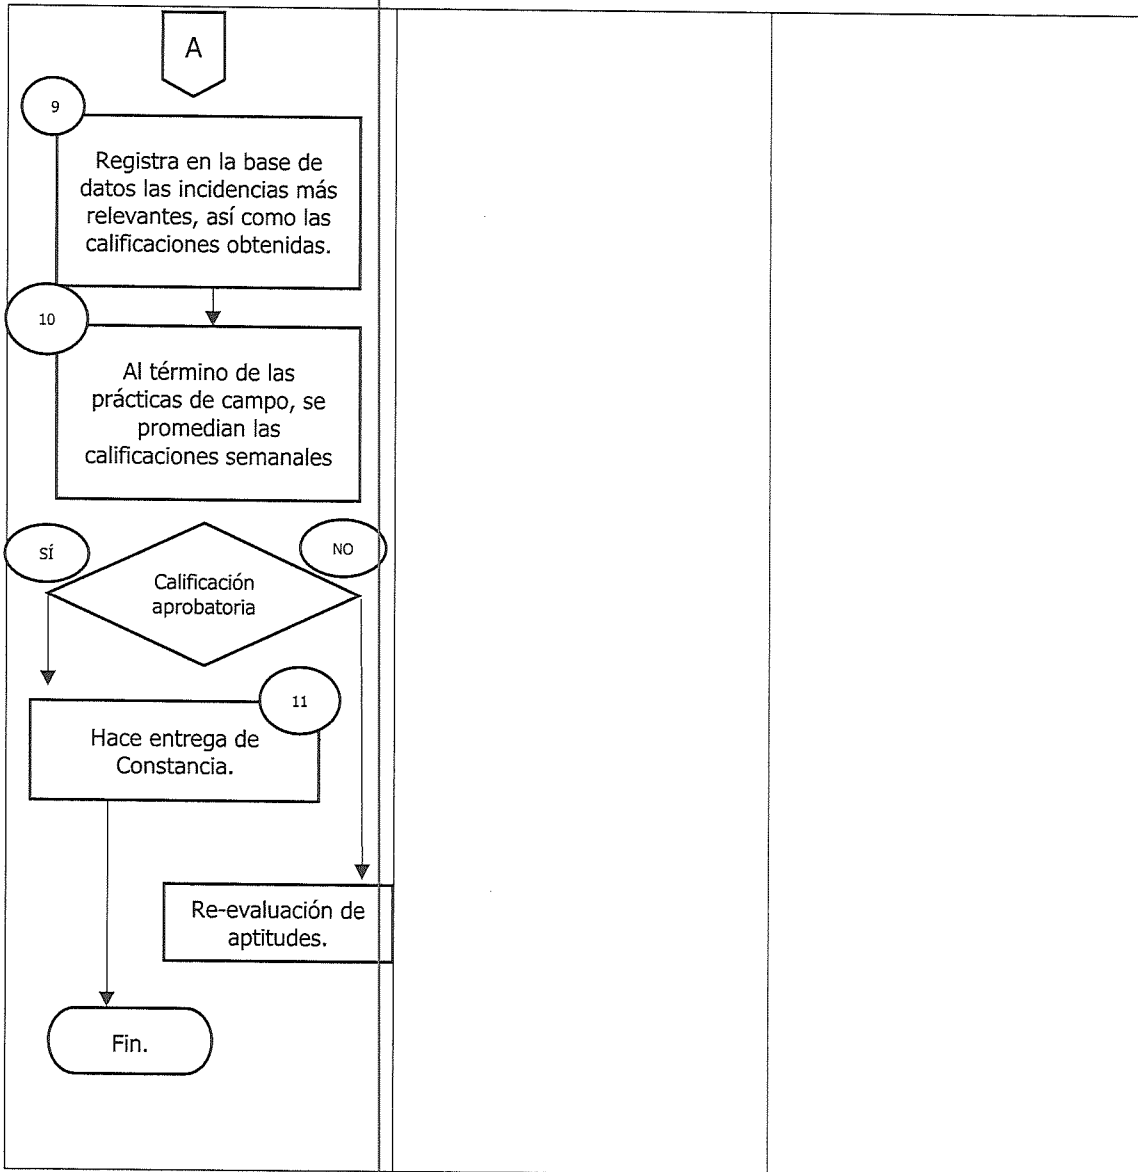 A
9
Registra en la base de
datos las incidencias más
relevantes, así como las
calificaciones obtenidas.
10
Al término de las
prácticas de campo, se
promedian las
calificaciones semanales
SÍ
NO
Calificación
aprobatoria
11
Hace entrega de
Constancia.
Re-evaluación de
aptitudes.
Fin.